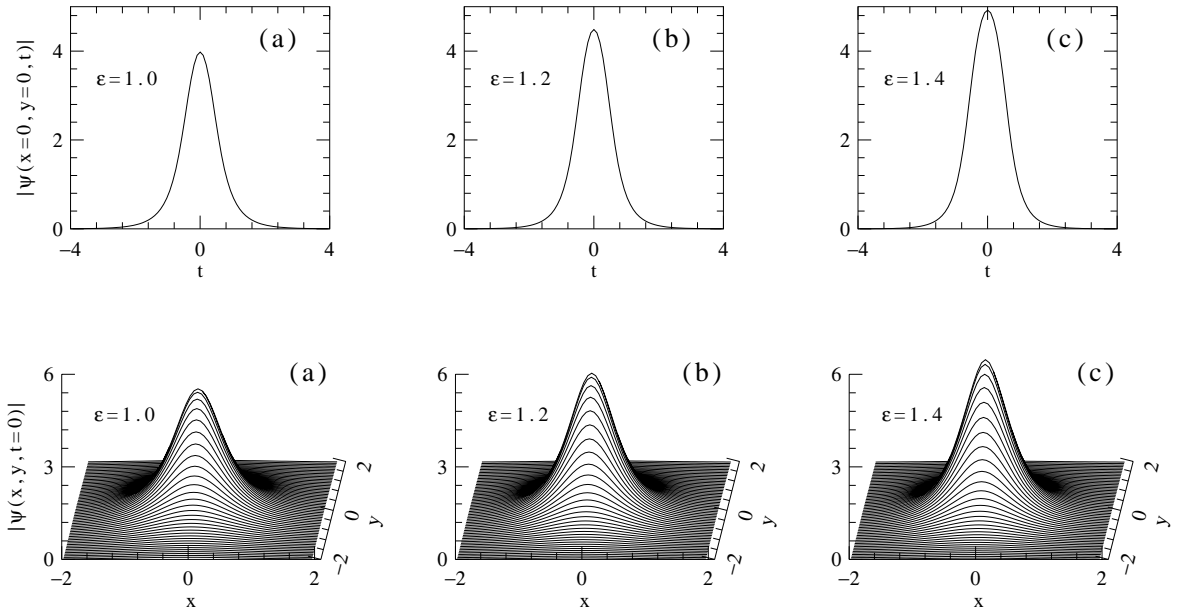 (a) (b) (c)
ε=1.0 ε=1.2 ε=1.4
|ψ(x=0, y=0, t)|
4 4 4
2 2 2
0 0 0
−4 0 4 −4 0 4 −4 0 4
t t t
(a) (b) (c)
ε=1.0 ε=1.2 ε=1.4
|ψ(x, y, t=0)|
6 6 6
3 3 3
0 0 0
2 2 2
0 0 0
−2 −2 −2
y y y
−2 0 2 −2 0 2 −2 0 2
x x x